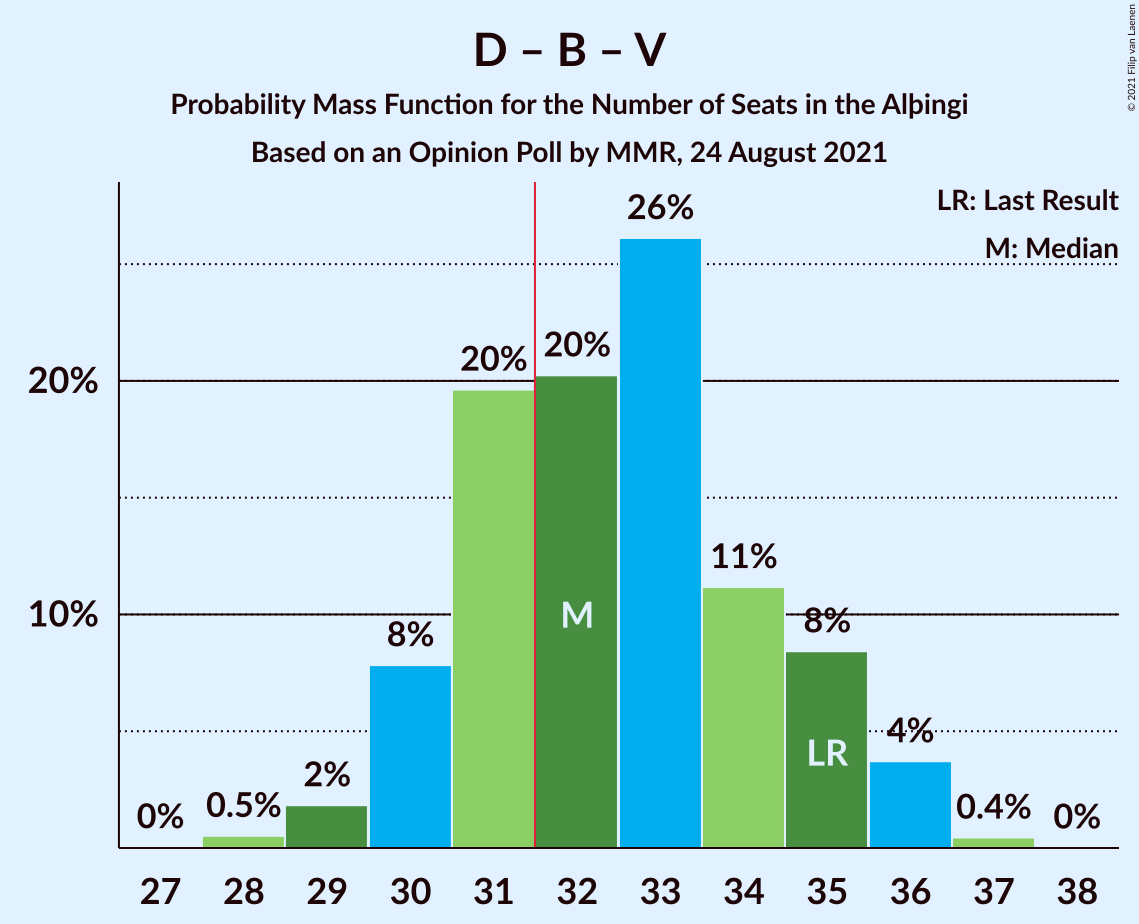 D – B – V
Probability Mass Function for the Number of Seats in the Alþingi
Based on an Opinion Poll by MMR, 24 August 2021
© 2021 Filip van Laenen
LR: Last Result
M: Median
20%
10%
0%
0.5%
2%
8%
20%
20%
26%
11%
8%
4%
0.4%
0%
M
LR
27 28 29 30 31 32 33 34 35 36 37 38